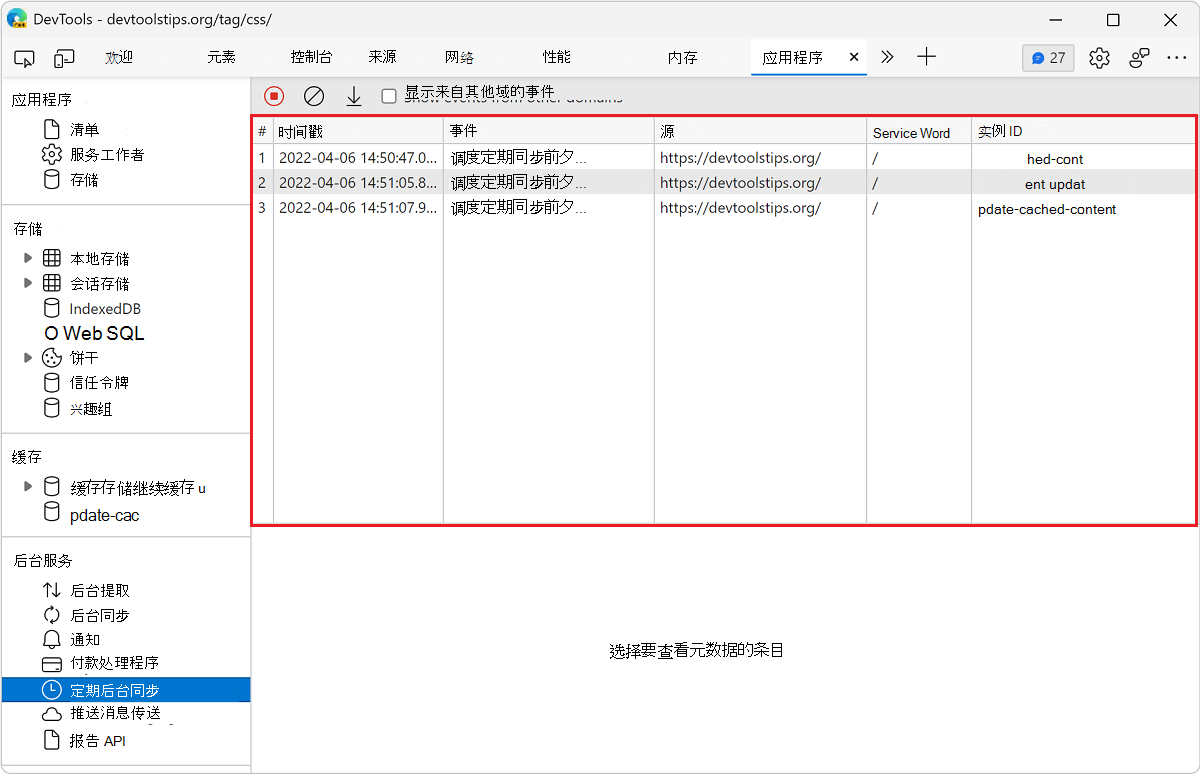 DevTools - devtoolstips.org/tag/css/
欢迎 元素 控制台 来源 网络 性能 内存 应用程序 27
显示来自其他域的事件
应用程序
清单
服务工作者
存储
存储
本地存储
会话存储
IndexedDB
O Web SQL
饼干
信任令牌
兴趣组
缓存
缓存存储继续缓存 u
pdate-cac
后台服务
后台提取
后台同步
通知
付款处理程序
定期后台同步
推送消息传送
报告 API
# 时间戳 事件 源 Service Word 实例 ID
1 2022-04-06 14:50:47.0... 调度定期同步前夕... https://devtoolstips.org/ / hed-cont
2 2022-04-06 14:51:05.8... 调度定期同步前夕... https://devtoolstips.org/ / ent updat
3 2022-04-06 14:51:07.9... 调度定期同步前夕... https://devtoolstips.org/ / pdate-cached-content
选择要查看元数据的条目